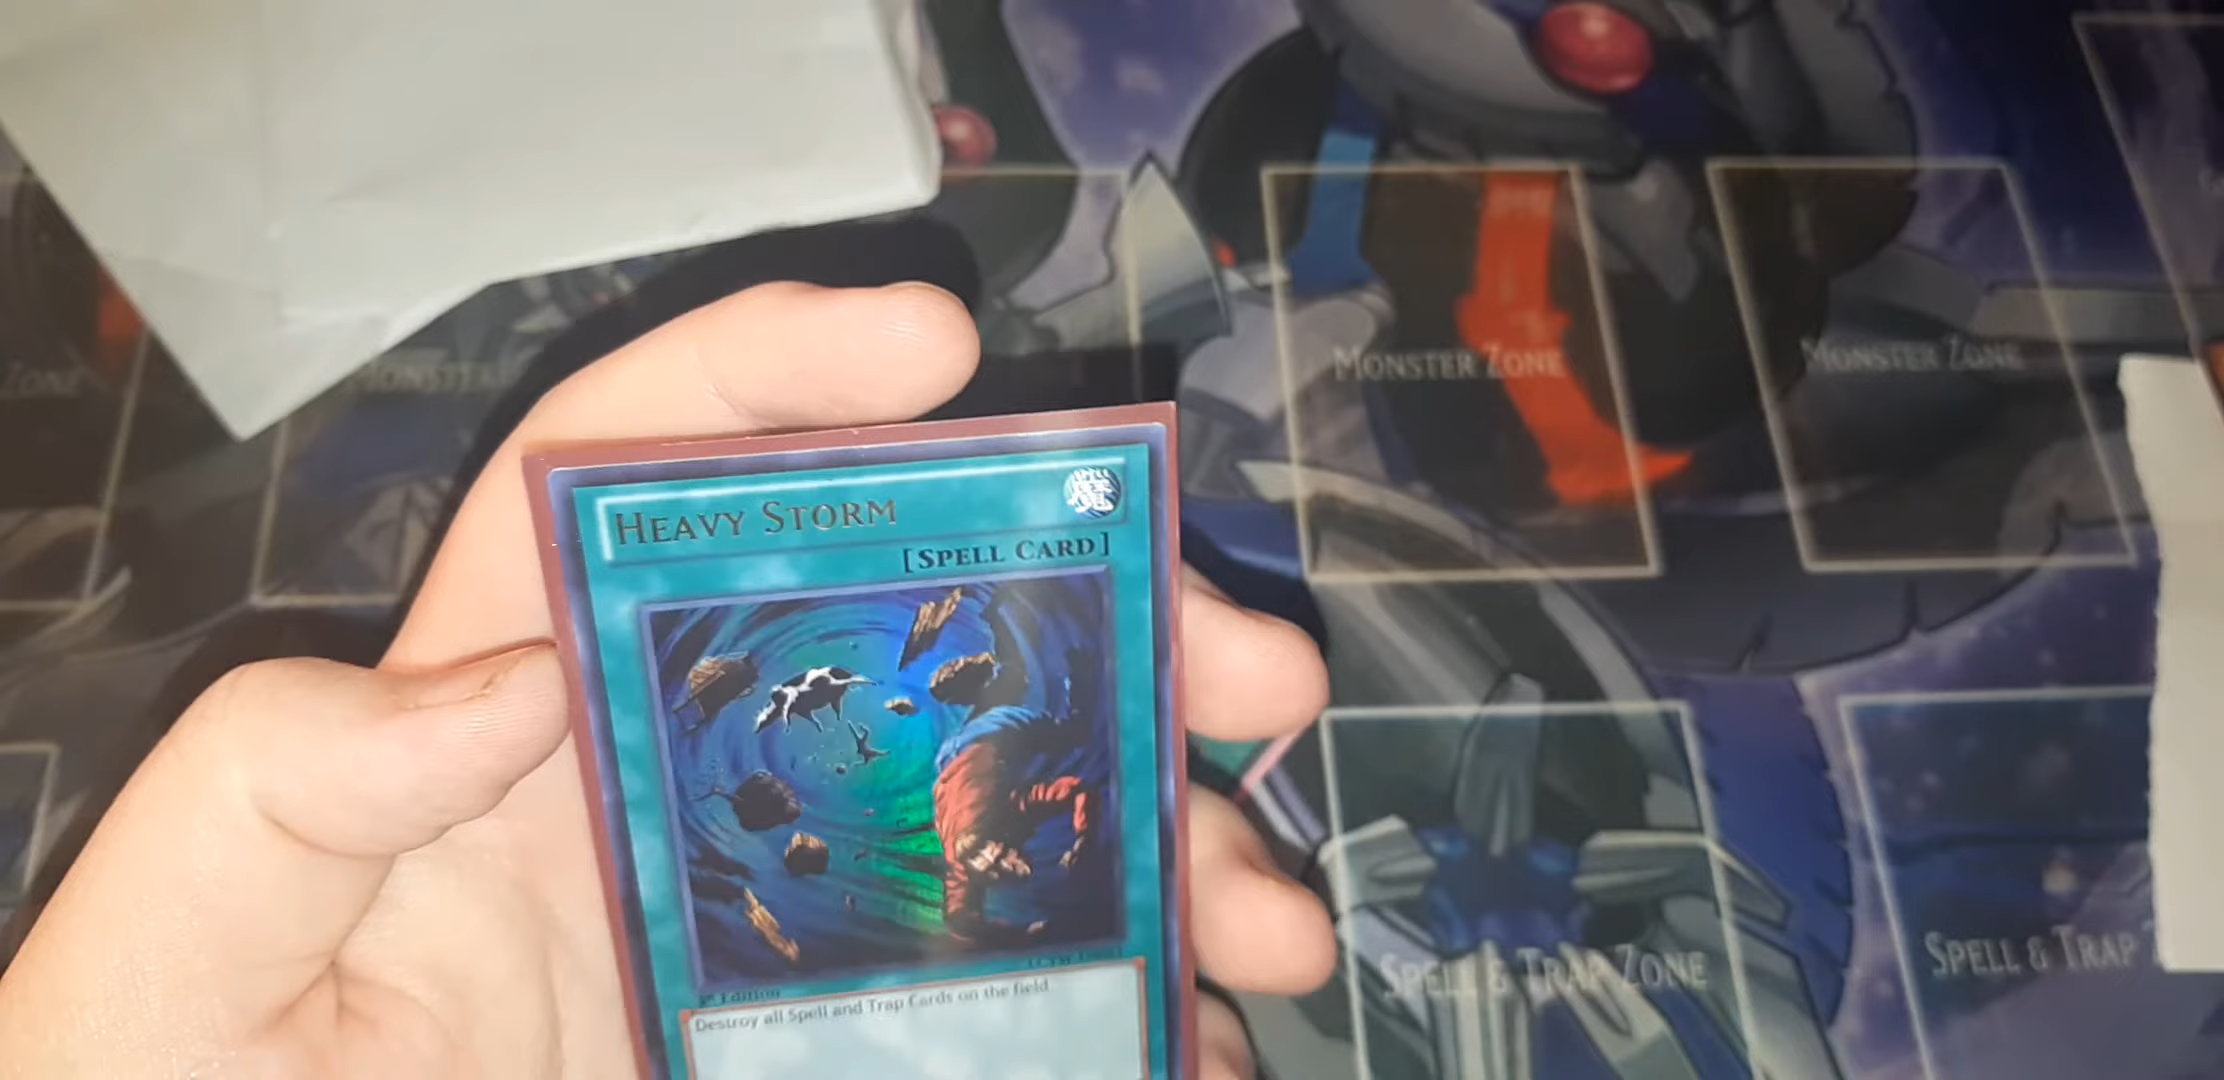 ZONE
MONSTER
MONSTER ZONE
MONSTER ZONE
HEAVY STORM
魔
[SPELL CARD]
1st Edition
Destroy all Spell and Trap Cards on the field.
SPELL & TRAP ZONE
SPELL & TRAP